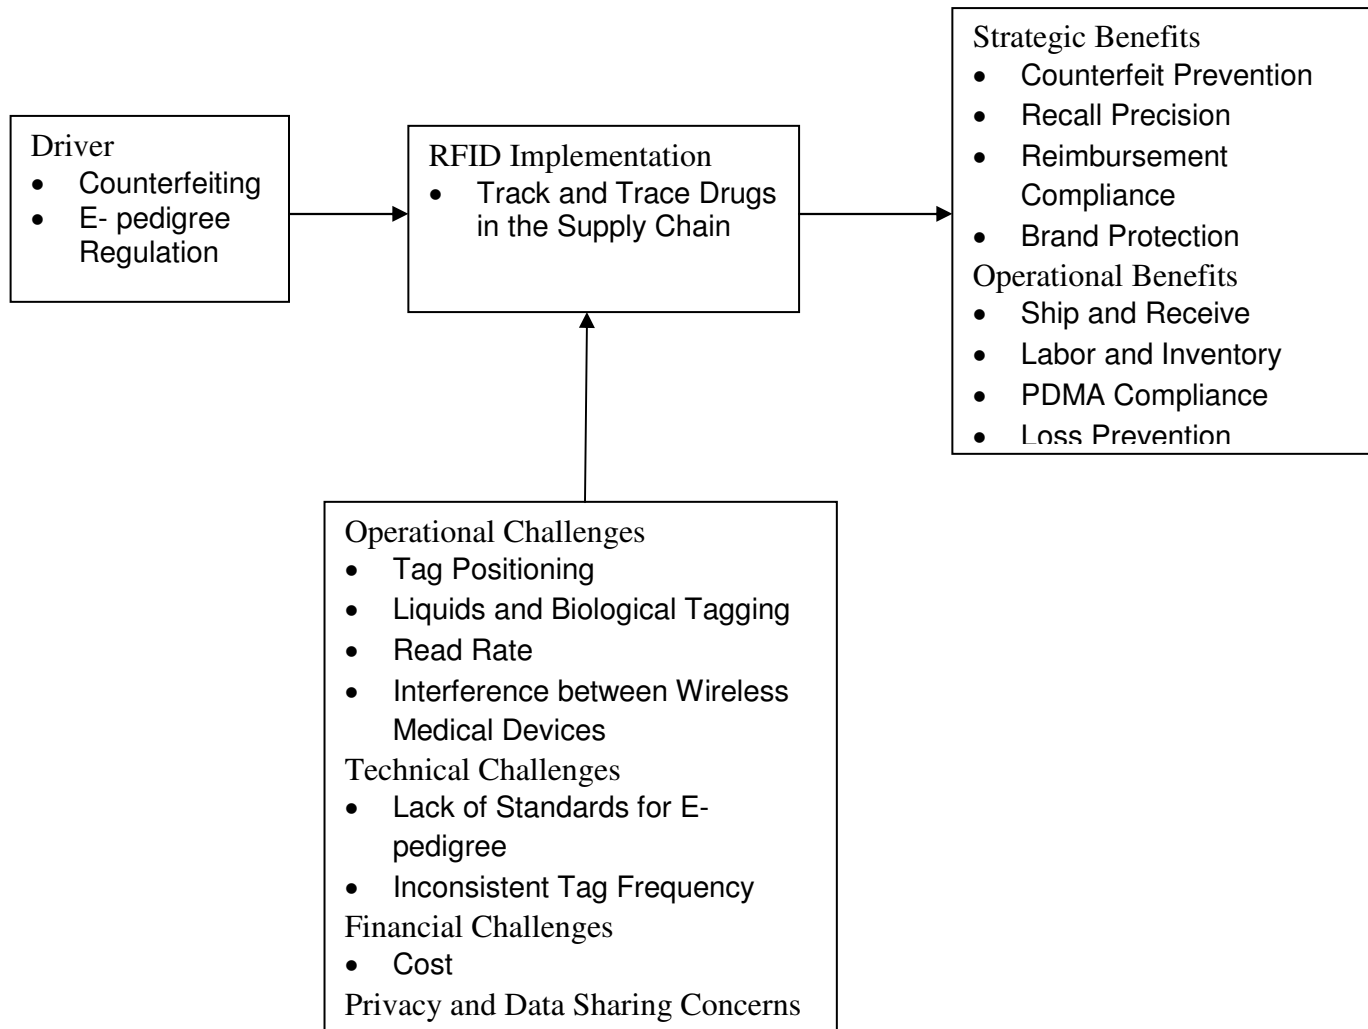 Driver
• Counterfeiting
• E- pedigree
Regulation
RFID Implementation
• Track and Trace Drugs
in the Supply Chain
Strategic Benefits
• Counterfeit Prevention
• Recall Precision
• Reimbursement
Compliance
• Brand Protection
Operational Benefits
• Ship and Receive
• Labor and Inventory
• PDMA Compliance
• Loss Prevention
Operational Challenges
• Tag Positioning
• Liquids and Biological Tagging
• Read Rate
• Interference between Wireless
Medical Devices
Technical Challenges
• Lack of Standards for E-
pedigree
• Inconsistent Tag Frequency
Financial Challenges
• Cost
Privacy and Data Sharing Concerns